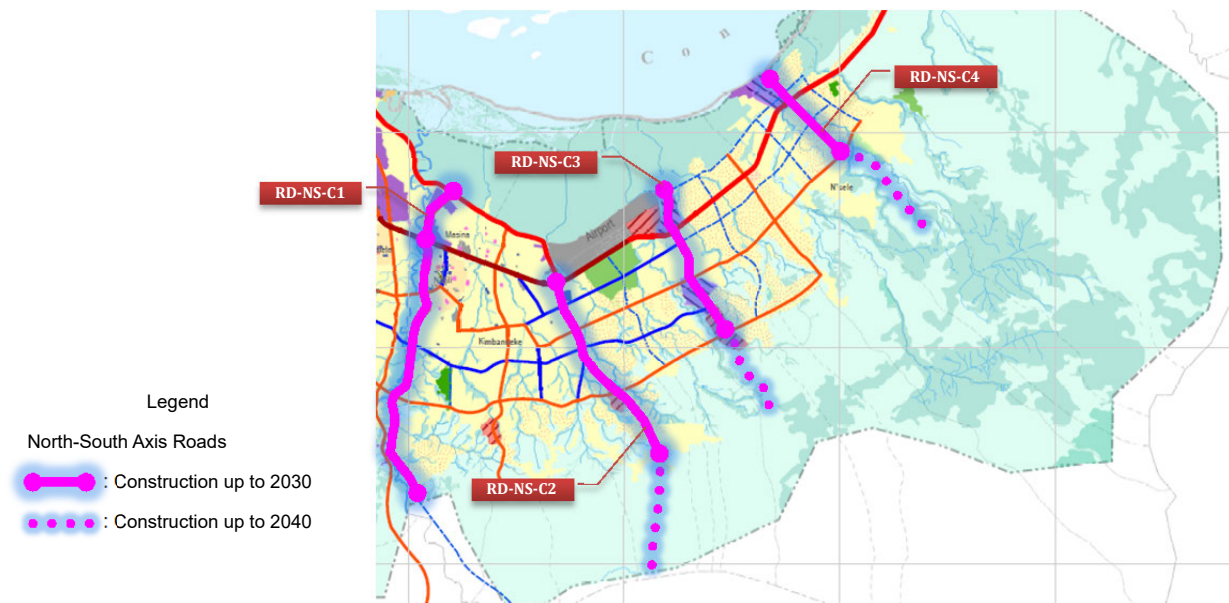 C o n
RD-NS-C4
RD-NS-C3
RD-NS-C1
N'sele
Airport
Masina
Kimbanseke
Legend
North-South Axis Roads
: Construction up to 2030
RD-NS-C2
: Construction up to 2040